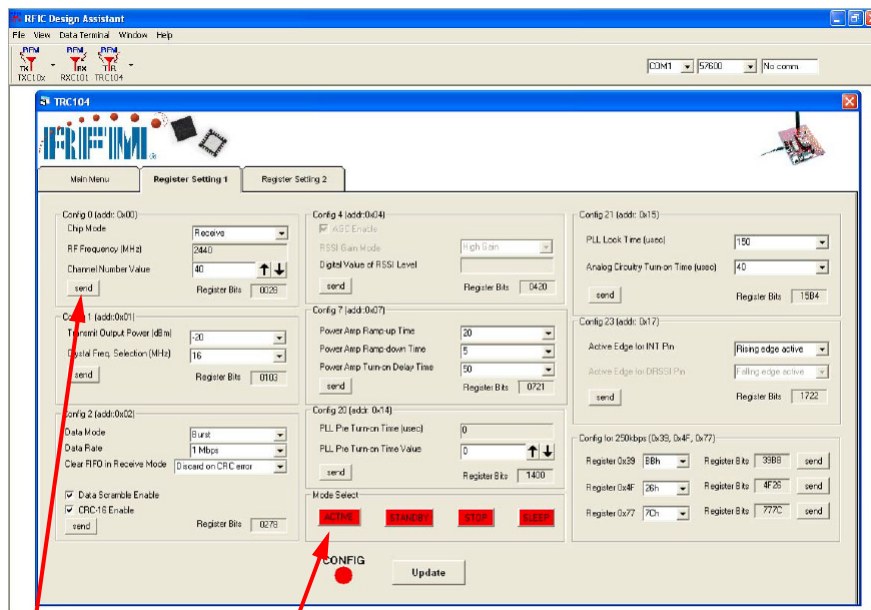 RFIC Design Assistant
File View Data Terminal Window Help
RFM RFM RFM
TX RX T/R
TXC10x RXC101 TRC104
COM1 57600 No comm.
TRC104
RFIM
Main Menu Register Setting 1 Register Setting 2
Config 0 (addr: 0x00)
Chip Mode Receive
RF Frequency (MHz) 2440
Channel Number Value 40
send Register Bits 0028
Config 1 (addr:0x01)
Transmit Output Power (dBm) -20
Crystal Freq. Selection (MHz) 16
send Register Bits 0103
Config 2 (addr:0x02)
Data Mode Burst
Data Rate 1 Mbps
Clear FIFO in Receive Mode Discard on CRC error
Data Scramble Enable
CRC-16 Enable
send Register Bits 0278
Config 4 (addr:0x04)
AGC Enable
RSSI Gain Mode High Gain
Digital Value of RSSI Level
send Register Bits 0420
Config 7 (addr:0x07)
Power Amp Ramp-up Time 20
Power Amp Ramp-down Time 5
Power Amp Turn-on Delay Time 50
send Register Bits 0721
Config 20 (addr: 0x14)
PLL Pre Turn-on Time (usec) 0
PLL Pre Turn-on Time Value 0
send Register Bits 1400
Mode Select
ACTIVE STANDBY STOP SLEEP
CONFIG
Update
Config 21 (addr: 0x15)
PLL Lock Time (usec) 150
Analog Circuitry Turn-on Time (usec) 40
send Register Bits 15B4
Config 23 (addr: 0x17)
Active Edge for INT Pin Rising edge active
Active Edge for DRSSI Pin Falling edge active
send Register Bits 1722
Config for 250kbps (0x39, 0x4F, 0x77)
Register 0x39 BBh Register Bits 39BB send
Register 0x4F 26h Register Bits 4F26 send
Register 0x77 7Ch Register Bits 777C send